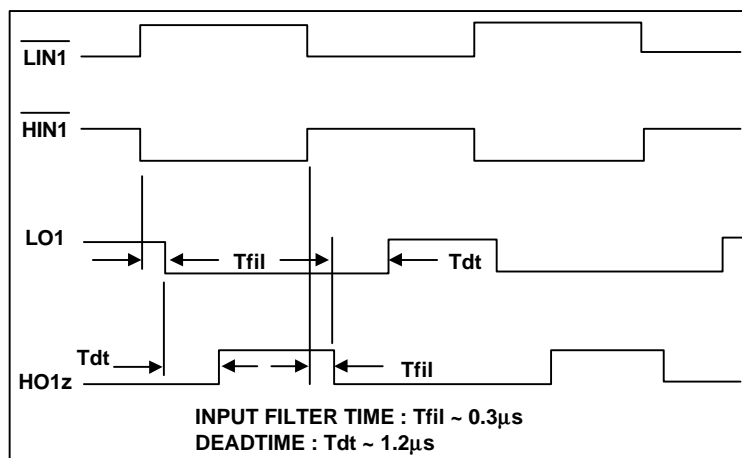 LIN1
HIN1
LO1
Tfil
Tdt
Tdt
Tfil
HO1z
INPUT FILTER TIME : Tfil ~ 0.3μs
DEADTIME : Tdt ~ 1.2μs